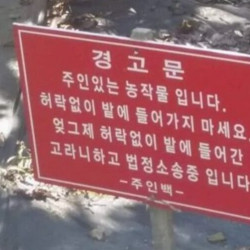 경고문
주인있는 농작물 입니다.
허락없이 밭에 들어가지 마세요
엊그제 허락없이 밭에 들어간
고라니하고 법정소송중 입니다
-주인백-